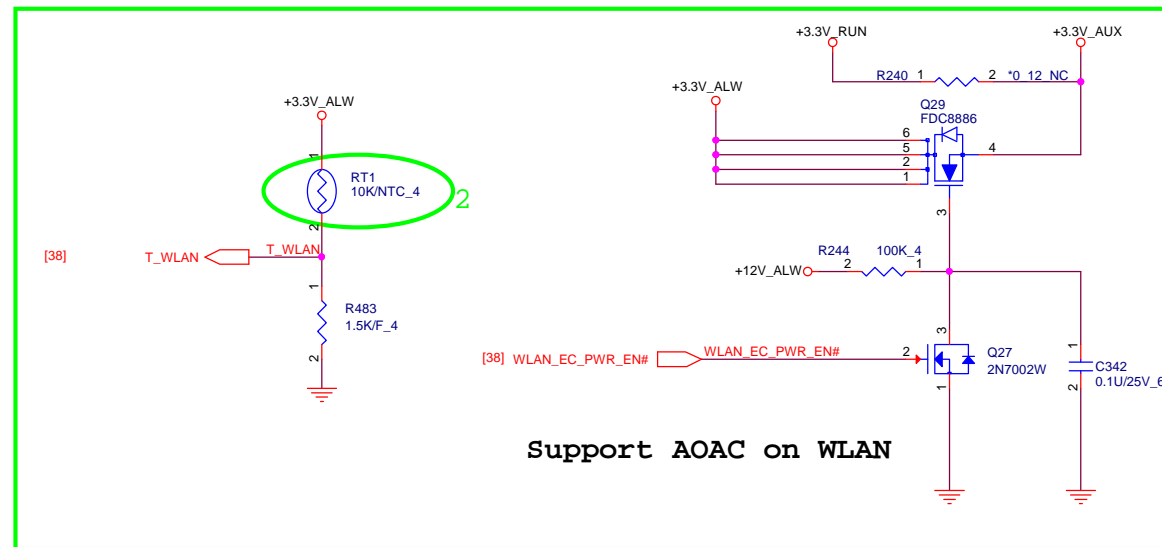 +3.3V_RUN
+3.3V_AUX
R240 1 2 *0_12_NC
+3.3V_ALW
+3.3V_ALW
Q29
FDC8886
6
5
2
1
4
3
1
RT1
10K/NTC_4
2
2
[38] T_WLAN T_WLAN
R244 100K_4
+12V_ALW 2 1
1
R483
1.5K/F_4
2
[38] WLAN_EC_PWR_EN# WLAN_EC_PWR_EN# 2
3
Q27
2N7002W
1
1
C342
0.1U/25V_6
2
Support AOAC on WLAN